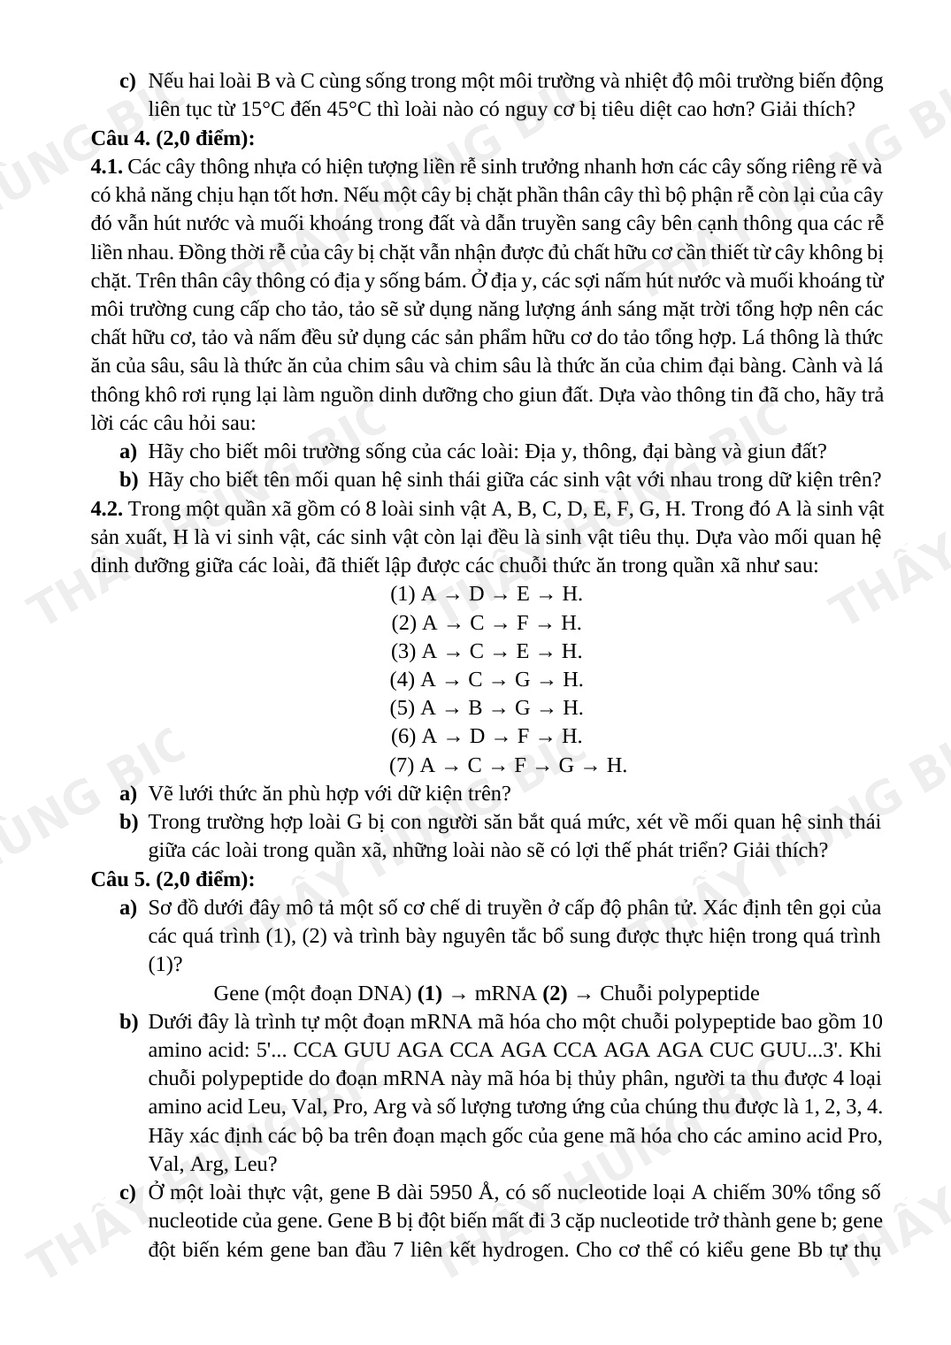 c) Nếu hai loài B và C cùng sống trong một môi trường và nhiệt độ môi trường biến động
liên tục từ 15°C đến 45°C thì loài nào có nguy cơ bị tiêu diệt cao hơn? Giải thích?
Câu 4. (2,0 điểm):
4.1. Các cây thông nhựa có hiện tượng liền rễ sinh trưởng nhanh hơn các cây sống riêng rẽ và
có khả năng chịu hạn tốt hơn. Nếu một cây bị chặt phần thân cây thì bộ phận rễ còn lại của cây
đó vẫn hút nước và muối khoáng trong đất và dẫn truyền sang cây bên cạnh thông qua các rễ
liền nhau. Đồng thời rễ của cây bị chặt vẫn nhận được đủ chất hữu cơ cần thiết từ cây không bị
chặt. Trên thân cây thông có địa y sống bám. Ở địa y, các sợi nấm hút nước và muối khoáng từ
môi trường cung cấp cho tảo, tảo sẽ sử dụng năng lượng ánh sáng mặt trời tổng hợp nên các
chất hữu cơ, tảo và nấm đều sử dụng các sản phẩm hữu cơ do tảo tổng hợp. Lá thông là thức
ăn của sâu, sâu là thức ăn của chim sâu và chim sâu là thức ăn của chim đại bàng. Cành và lá
thông khô rơi rụng lại làm nguồn dinh dưỡng cho giun đất. Dựa vào thông tin đã cho, hãy trả
lời các câu hỏi sau:
a) Hãy cho biết môi trường sống của các loài: Địa y, thông, đại bàng và giun đất?
b) Hãy cho biết tên mối quan hệ sinh thái giữa các sinh vật với nhau trong dữ kiện trên?
4.2. Trong một quần xã gồm có 8 loài sinh vật A, B, C, D, E, F, G, H. Trong đó A là sinh vật
sản xuất, H là vi sinh vật, các sinh vật còn lại đều là sinh vật tiêu thụ. Dựa vào mối quan hệ
dinh dưỡng giữa các loài, đã thiết lập được các chuỗi thức ăn trong quần xã như sau:
(1) A → D → E → H.
(2) A → C → F → H.
(3) A → C → E → H.
(4) A → C → G → H.
(5) A → B → G → H.
(6) A → D → F → H.
(7) A → C → F → G → H.
a) Vẽ lưới thức ăn phù hợp với dữ kiện trên?
b) Trong trường hợp loài G bị con người săn bắt quá mức, xét về mối quan hệ sinh thái
giữa các loài trong quần xã, những loài nào sẽ có lợi thế phát triển? Giải thích?
Câu 5. (2,0 điểm):
a) Sơ đồ dưới đây mô tả một số cơ chế di truyền ở cấp độ phân tử. Xác định tên gọi của
các quá trình (1), (2) và trình bày nguyên tắc bổ sung được thực hiện trong quá trình
(1)?
Gene (một đoạn DNA) (1) → mRNA (2) → Chuỗi polypeptide
b) Dưới đây là trình tự một đoạn mRNA mã hóa cho một chuỗi polypeptide bao gồm 10
amino acid: 5'... CCA GUU AGA CCA AGA CCA AGA AGA CUC GUU...3'. Khi
chuỗi polypeptide do đoạn mRNA này mã hóa bị thủy phân, người ta thu được 4 loại
amino acid Leu, Val, Pro, Arg và số lượng tương ứng của chúng thu được là 1, 2, 3, 4.
Hãy xác định các bộ ba trên đoạn mạch gốc của gene mã hóa cho các amino acid Pro,
Val, Arg, Leu?
c) Ở một loài thực vật, gene B dài 5950 Å, có số nucleotide loại A chiếm 30% tổng số
nucleotide của gene. Gene B bị đột biến mất đi 3 cặp nucleotide trở thành gene b; gene
đột biến kém gene ban đầu 7 liên kết hydrogen. Cho cơ thể có kiểu gene Bb tự thụ